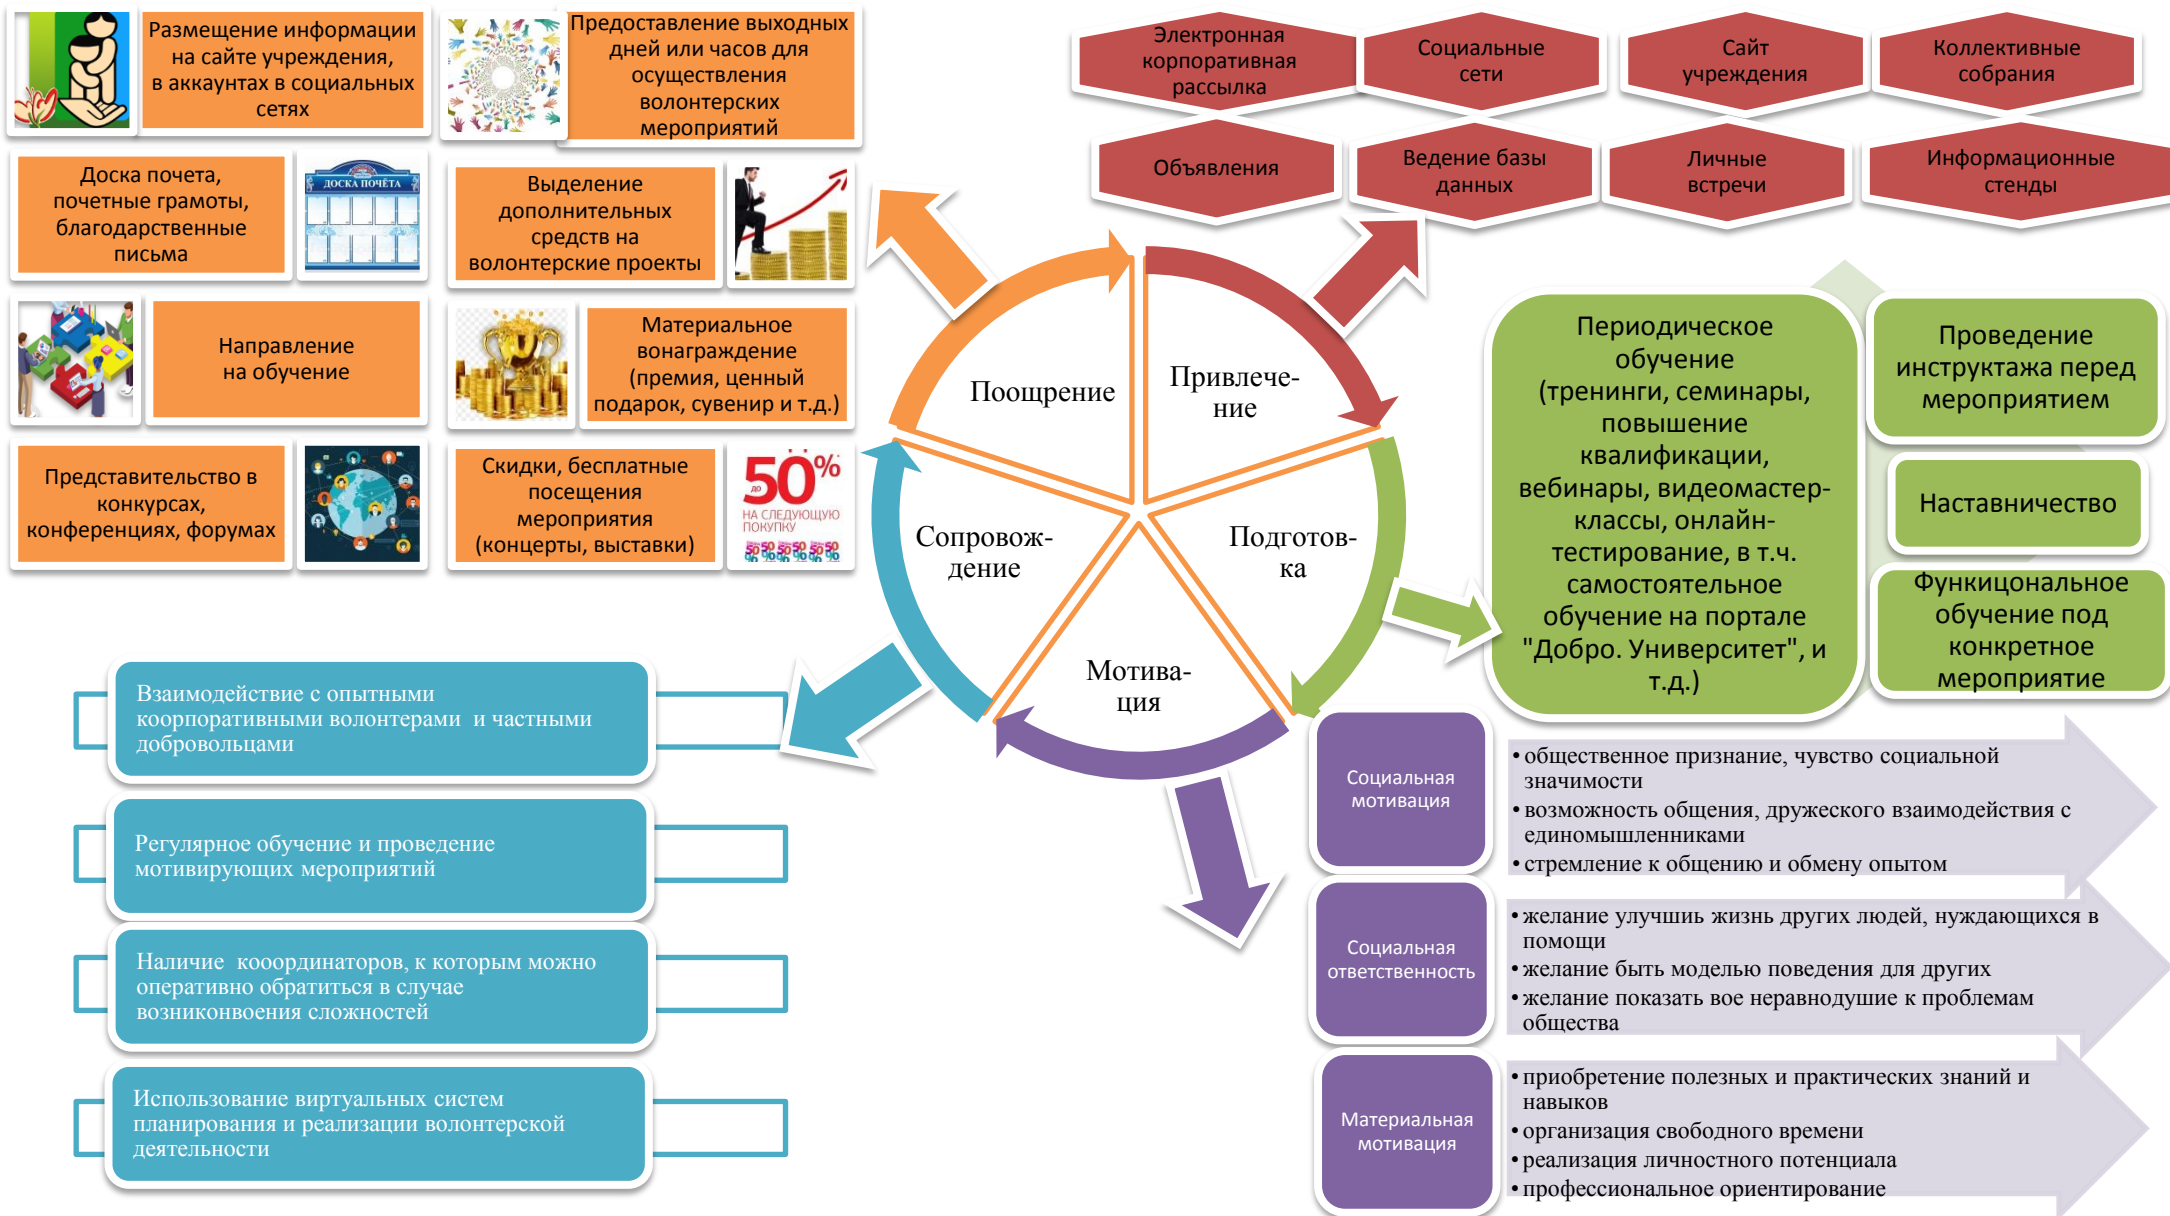 Размещение информации
на сайте учреждения,
в аккаунтах в социальных
сетях
Предоставление выходных
дней или часов для
осуществления
волонтерских
мероприятий
Доска почета,
почетные грамоты,
благодарственные
письма
ДОСКА ПОЧЁТА
Выделение
дополнительных
средств на
волонтерские проекты
Направление
на обучение
Материальное
вонаграждение
(премия, ценный
подарок, сувенир и т.д.)
Представительство в
конкурсах,
конференциях, форумах
Скидки, бесплатные
посещения
мероприятия
(концерты, выставки)
до
50%
НА СЛЕДУЮЩУЮ
ПОКУПКУ
50% 50% 50% 50% 50% 50%
Электронная
корпоративная
рассылка
Социальные
сети
Сайт
учреждения
Коллективные
собрания
Объявления
Ведение базы
данных
Личные
встречи
Информационные
стенды
Поощрение
Привлече-
ние
Сопровож-
дение
Подготов-
ка
Мотива-
ция
Периодическое
обучение
(тренинги, семинары,
повышение
квалификации,
вебинары, видеомастер-
классы, онлайн-
тестирование, в т.ч.
самостоятельное
обучение на портале
"Добро. Университет", и
т.д.)
Проведение
инструктажа перед
мероприятием
Наставничество
Функицональное
обучение под
конкретное
мероприятие
Взаимодействие с опытными
коорпоративными волонтерами и частными
добровольцами
Регулярное обучение и проведение
мотивирующих мероприятий
Наличие кооординаторов, к которым можно
оперативно обратиться в случае
возниконвоения сложностей
Использование виртуальных систем
планирования и реализации волонтерской
деятельности
Социальная
мотивация
• общественное признание, чувство социальной
значимости
• возможность общения, дружеского взаимодействия с
единомышленниками
• стремление к общению и обмену опытом
Социальная
ответственность
• желание улучшиь жизнь других людей, нуждающихся в
помощи
• желание быть моделью поведения для других
• желание показать вое неравнодушие к проблемам
общества
Материальная
мотивация
• приобретение полезных и практических знаний и
навыков
• организация свободного времени
• реализация личностного потенциала
• профессиональное ориентирование